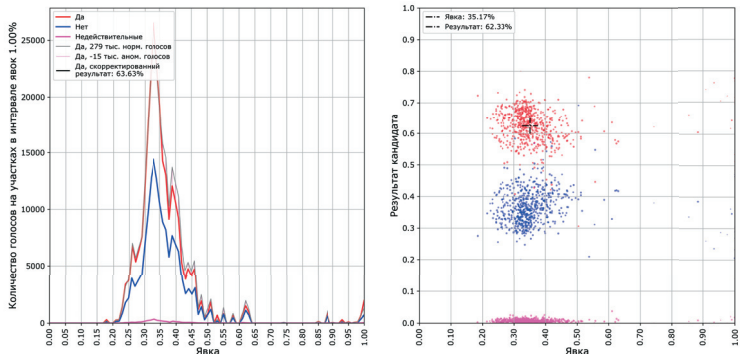 Да
Нет
Недействительные
Да, 279 тыс. норм. голосов
Да, -15 тыс. аном. голосов
Да, скорректированный
результат: 63.63%
Количество голосов на участках в интервале явок 1.00%
25000
20000
15000
10000
5000
0
0.00 0.05 0.10 0.15 0.20 0.25 0.30 0.35 0.40 0.45 0.50 0.55 0.60 0.65 0.70 0.75 0.80 0.85 0.90 0.95 1.00
Явка
Явка: 35.17%
Результат: 62.33%
Результат кандидата
1.0
0.9
0.8
0.7
0.6
0.5
0.4
0.3
0.2
0.1
0.0
0.00 0.10 0.20 0.30 0.40 0.50 0.60 0.70 0.80 0.90 1.00
Явка